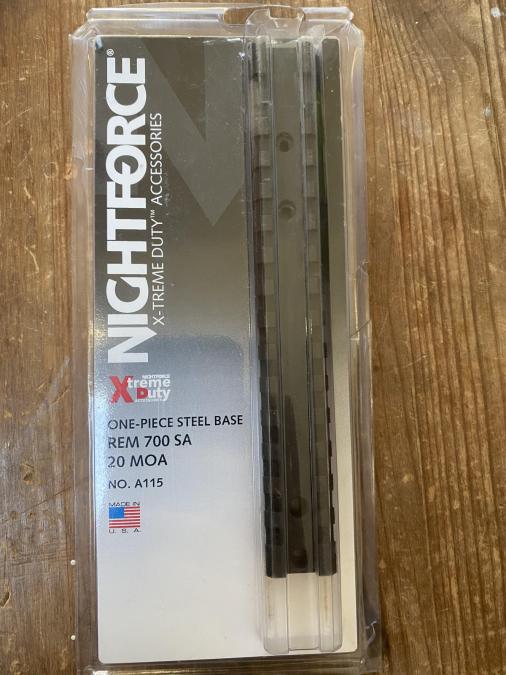 NIGHTFORCE®
X-TREME DUTY™ ACCESSORIES
NIGHTFORCE
Xtreme
Duty
ACCESSORIES
ONE-PIECE STEEL BASE
REM 700 SA
20 MOA
NO. A115
MADE IN
U. S. A.